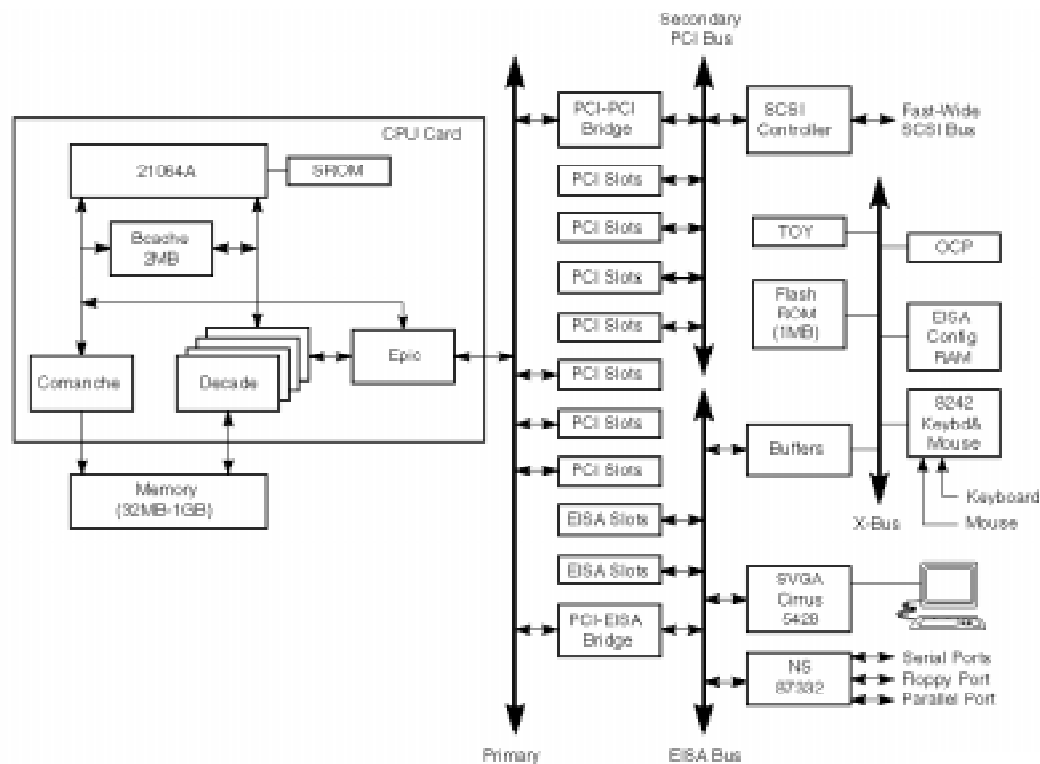 Secondary
PCI Bus
CPU Card
21064A
SROM
Bcache
2MB
Comanche
Decade
Epic
Memory
(32MB-1GB)
PCI-PCI
Bridge
PCI Slots
PCI Slots
PCI Slots
PCI Slots
PCI Slots
PCI Slots
PCI Slots
EISA Slots
EISA Slots
PCI-EISA
Bridge
Primary
SCSI
Controller
Fast-Wide
SCSI Bus
TOY
OCP
Flash
ROM
(1MB)
EISA
Config
RAM
8242
Keybd&
Mouse
Buffers
Keyboard
Mouse
X-Bus
SVGA
Cirrus
5428
NS
87332
Serial Ports
Floppy Port
Parallel Port
EISA Bus